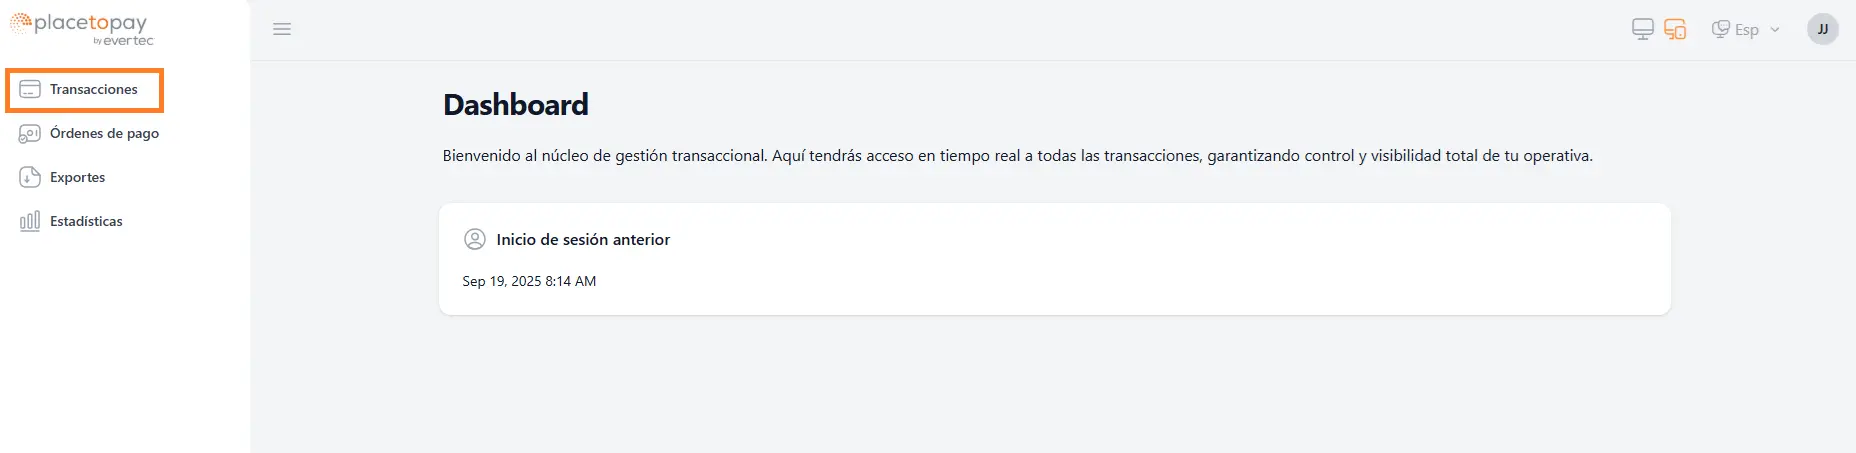 placetopay
by evertec
Transacciones
Órdenes de pago
Exportes
Estadísticas
Esp
JJ
Dashboard
Bienvenido al núcleo de gestión transaccional. Aquí tendrás acceso en tiempo real a todas las transacciones, garantizando control y visibilidad total de tu operativa.
Inicio de sesión anterior
Sep 19, 2025 8:14 AM